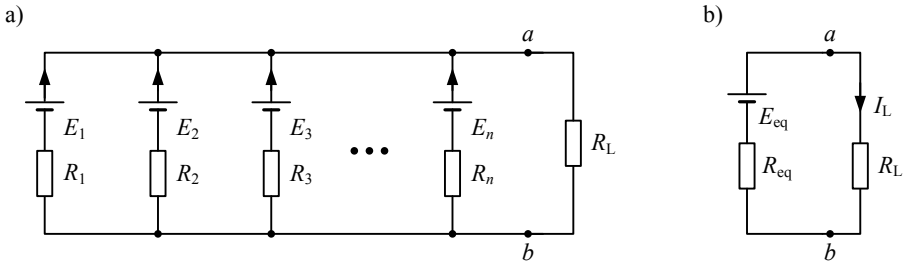 a)
b)
a
a
E1 E2 E3 En
Eeq
IL
R1 R2 R3 Rn
RL
Req
RL
b
b